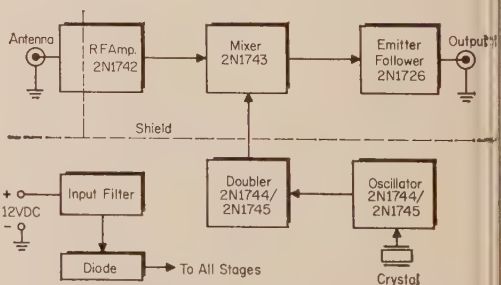 Antenna
R.F. Amp.
2N1742
Mixer
2N1743
Emitter
Follower
2N1726
Output
Shield
+
12VDC
-
Input Filter
Doubler
2N1744/
2N1745
Oscillator
2N1744/
2N1745
Diode
To All Stages
Crystal